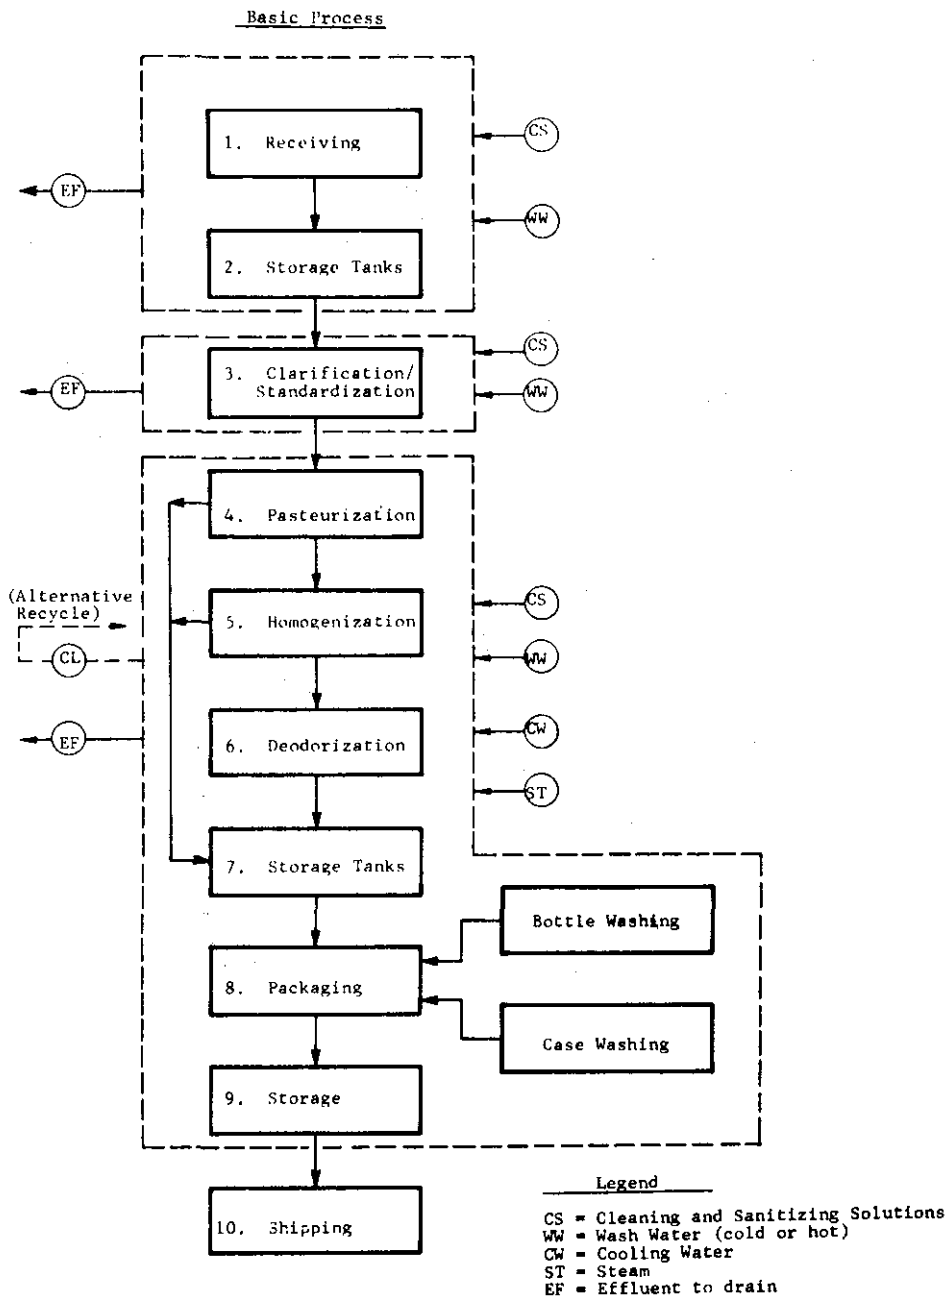 Basic Process
1. Receiving
CS
EF
WW
2. Storage Tanks
CS
3. Clarification/
Standardization
EF
WW
4. Pasteurization
(Alternative
Recycle)
CS
5. Homogenization
CL
WW
CW
EF
6. Deodorization
ST
7. Storage Tanks
Bottle Washing
8. Packaging
Case Washing
9. Storage
10. Shipping
Legend
CS = Cleaning and Sanitizing Solutions
WW = Wash Water (cold or hot)
CW = Cooling Water
ST = Steam
EF = Effluent to drain